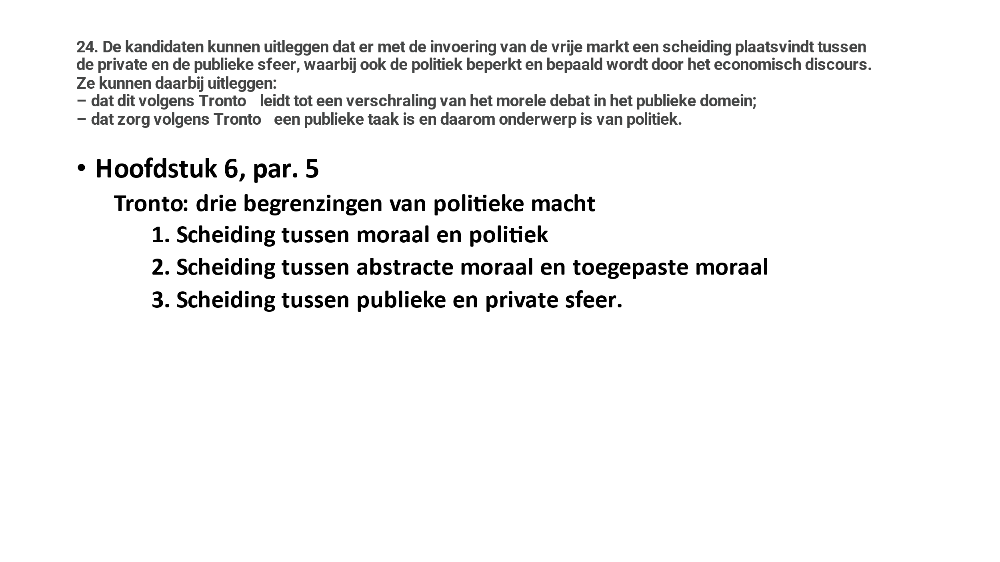 24. De kandidaten kunnen uitleggen dat er met de invoering van de vrije markt een scheiding plaatsvindt tussen
de private en de publieke sfeer, waarbij ook de politiek beperkt en bepaald wordt door het economisch discours.
Ze kunnen daarbij uitleggen:
– dat dit volgens Tronto leidt tot een verschraling van het morele debat in het publieke domein;
– dat zorg volgens Tronto een publieke taak is en daarom onderwerp is van politiek.
• Hoofdstuk 6, par. 5
Tronto: drie begrenzingen van politieke macht
1. Scheiding tussen moraal en politiek
2. Scheiding tussen abstracte moraal en toegepaste moraal
3. Scheiding tussen publieke en private sfeer.